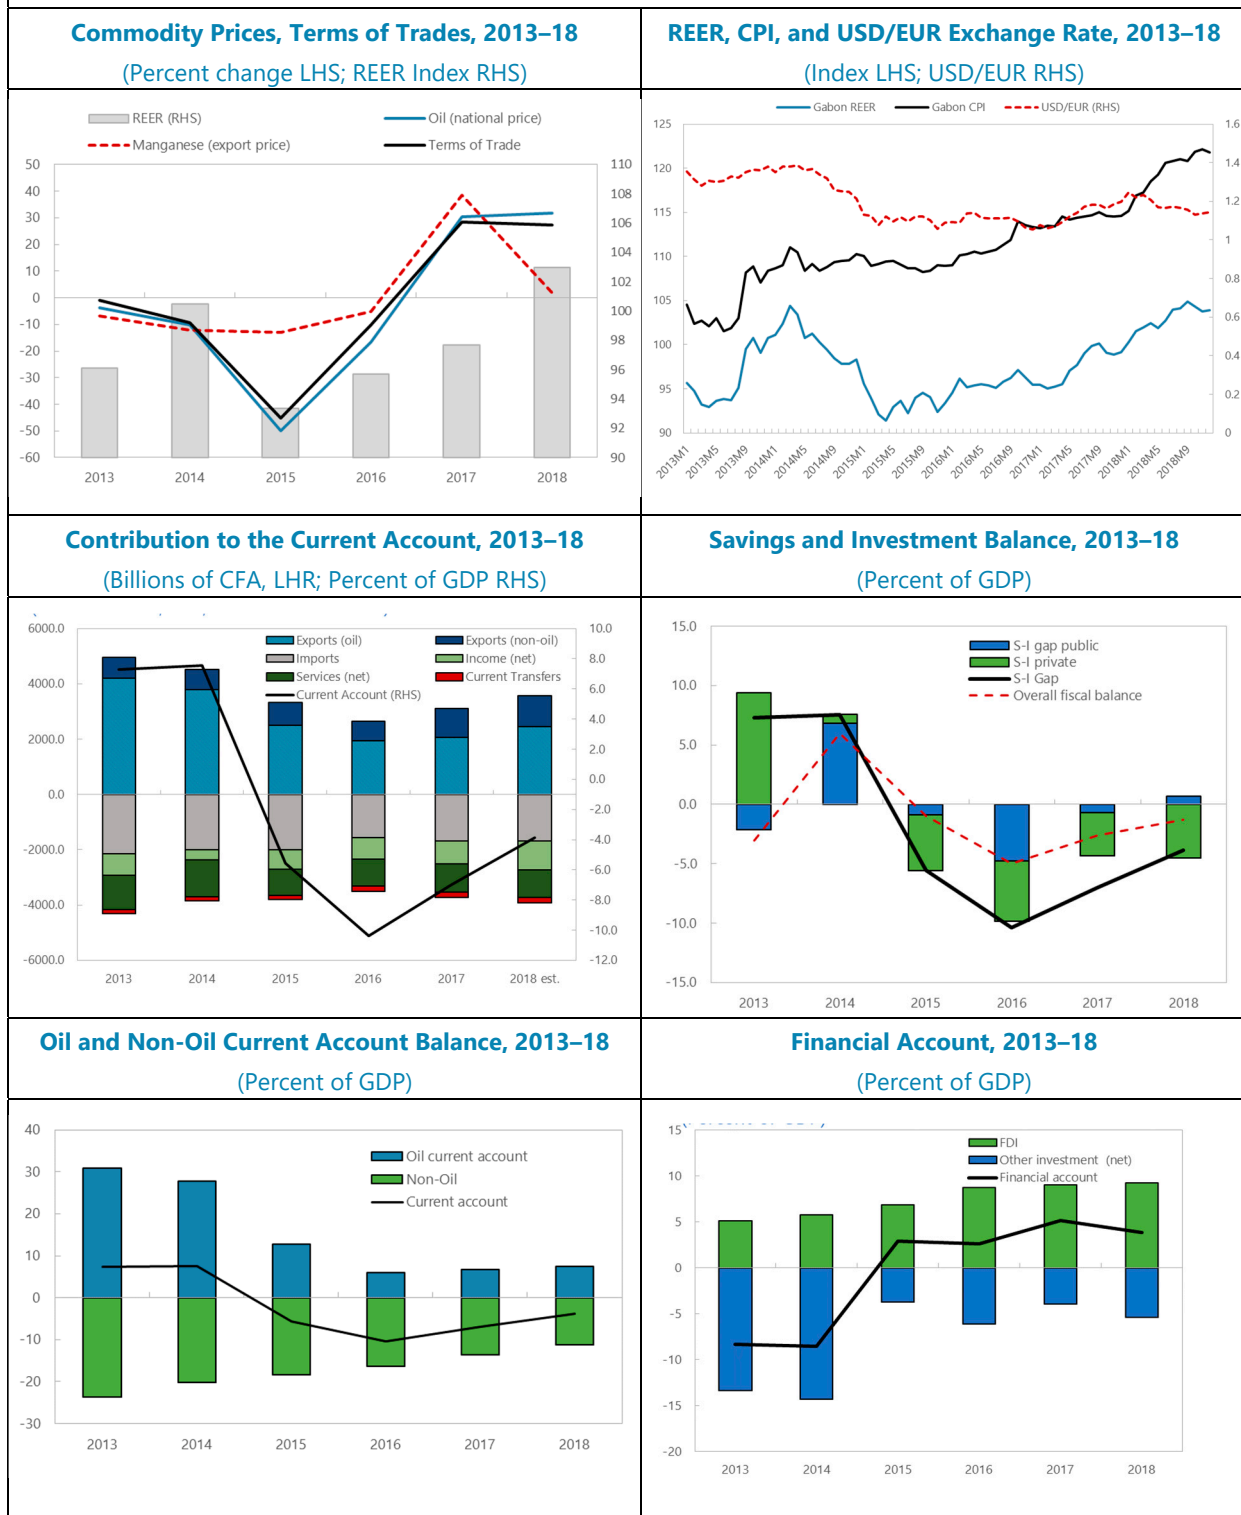 Commodity Prices, Terms of Trades, 2013–18
(Percent change LHS; REER Index RHS)
REER (RHS)
Oil (national price)
Manganese (export price)
Terms of Trade
50
40
30
20
10
0
-10
-20
-30
-40
-50
-60
110
108
106
104
102
100
98
96
94
92
90
2013 2014 2015 2016 2017 2018
REER, CPI, and USD/EUR Exchange Rate, 2013–18
(Index LHS; USD/EUR RHS)
Gabon REER Gabon CPI USD/EUR (RHS)
125
120
115
110
105
100
95
90
1.6
1.4
1.2
1
0.8
0.6
0.4
0.2
0
2013M1 2013M5 2013M9 2014M1 2014M5 2014M9 2015M1 2015M5 2015M9 2016M1 2016M5 2016M9 2017M1 2017M5 2017M9 2018M1 2018M5 2018M9
Contribution to the Current Account, 2013–18
(Billions of CFA, LHR; Percent of GDP RHS)
Exports (oil)
Exports (non-oil)
Imports
Income (net)
Services (net)
Current Transfers
Current Account (RHS)
6000.0
4000.0
2000.0
0.0
-2000.0
-4000.0
-6000.0
10.0
8.0
6.0
4.0
2.0
0.0
-2.0
-4.0
-6.0
-8.0
-10.0
-12.0
2013 2014 2015 2016 2017 2018 est.
Savings and Investment Balance, 2013–18
(Percent of GDP)
S-I gap public
S-I private
S-I Gap
Overall fiscal balance
15.0
10.0
5.0
0.0
-5.0
-10.0
-15.0
2013 2014 2015 2016 2017 2018
Oil and Non-Oil Current Account Balance, 2013–18
(Percent of GDP)
Oil current account
Non-Oil
Current account
40
30
20
10
0
-10
-20
-30
2013 2014 2015 2016 2017 2018
Financial Account, 2013–18
(Percent of GDP)
FDI
Other investment (net)
Financial account
15
10
5
0
-5
-10
-15
-20
2013 2014 2015 2016 2017 2018